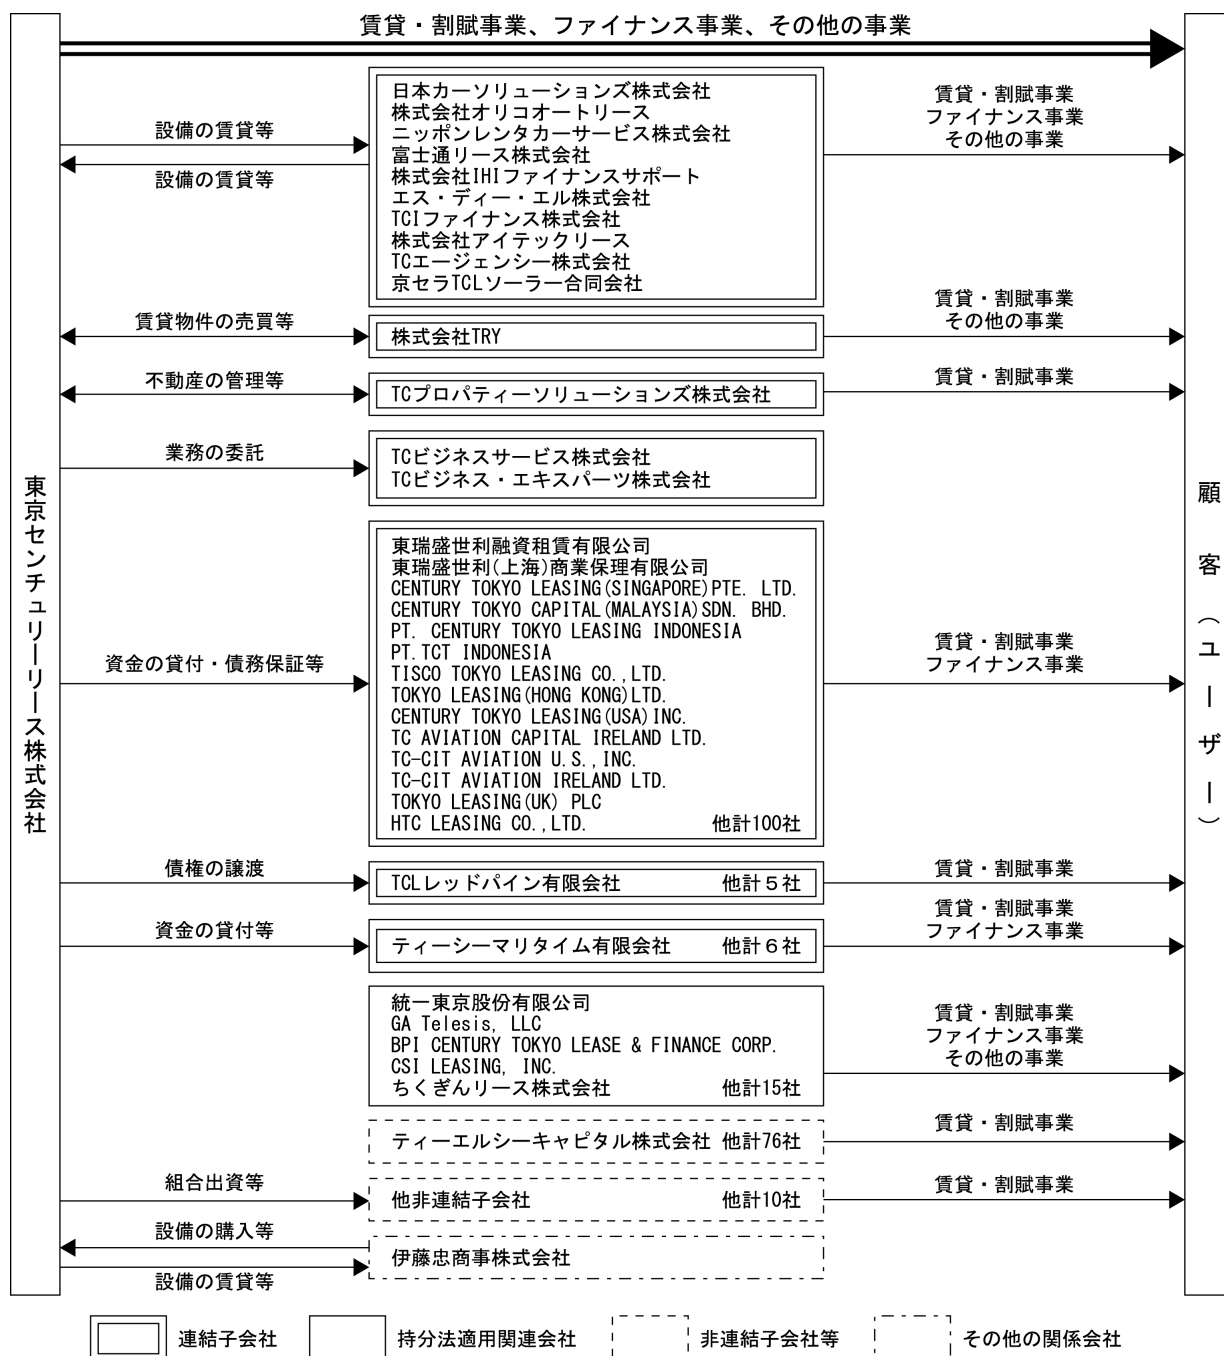 賃貸・割賦事業、ファイナンス事業、その他の事業
東京センチュリーリース株式会社
顧客（ユーザー）
設備の賃貸等
設備の賃貸等
日本カーソリューションズ株式会社
株式会社オリコオートリース
ニッポンレンタカーサービス株式会社
富士通リース株式会社
株式会社IHIファイナンスサポート
エス・ディー・エル株式会社
TCIファイナンス株式会社
株式会社アイテックリース
TCエージェンシー株式会社
京セラTCLソーラー合同会社
賃貸・割賦事業
ファイナンス事業
その他の事業
賃貸物件の売買等
株式会社TRY
賃貸・割賦事業
その他の事業
不動産の管理等
TCプロパティーソリューションズ株式会社
賃貸・割賦事業
業務の委託
TCビジネスサービス株式会社
TCビジネス・エキスパーツ株式会社
資金の貸付・債務保証等
東瑞盛世利融資租賃有限公司
東瑞盛世利(上海)商業保理有限公司
CENTURY TOKYO LEASING(SINGAPORE)PTE. LTD.
CENTURY TOKYO CAPITAL(MALAYSIA)SDN. BHD.
PT. CENTURY TOKYO LEASING INDONESIA
PT.TCT INDONESIA
TISCO TOKYO LEASING CO.,LTD.
TOKYO LEASING(HONG KONG)LTD.
CENTURY TOKYO LEASING(USA)INC.
TC AVIATION CAPITAL IRELAND LTD.
TC-CIT AVIATION U.S.,INC.
TC-CIT AVIATION IRELAND LTD.
TOKYO LEASING(UK) PLC
HTC LEASING CO.,LTD. 他計100社
賃貸・割賦事業
ファイナンス事業
債権の譲渡
TCLレッドパイン有限会社 他計５社
賃貸・割賦事業
資金の貸付等
ティーシーマリタイム有限会社 他計６社
賃貸・割賦事業
ファイナンス事業
統一東京股份有限公司
GA Telesis, LLC
BPI CENTURY TOKYO LEASE & FINANCE CORP.
CSI LEASING, INC.
ちくぎんリース株式会社 他計15社
賃貸・割賦事業
ファイナンス事業
その他の事業
ティーエルシーキャピタル株式会社 他計76社
賃貸・割賦事業
組合出資等
他非連結子会社 他計10社
賃貸・割賦事業
設備の購入等
伊藤忠商事株式会社
設備の賃貸等
連結子会社 持分法適用関連会社 非連結子会社等 その他の関係会社